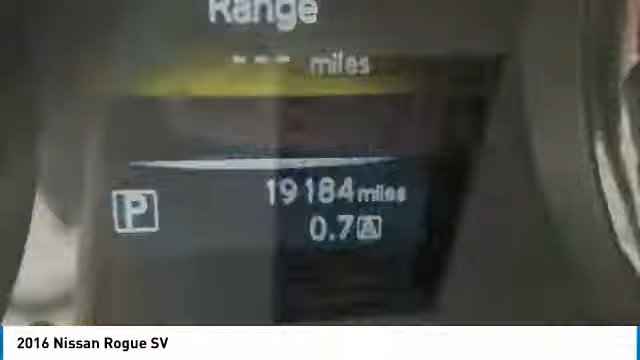 Range
--- miles
19184 miles
P
0.7 A
2016 Nissan Rogue SV